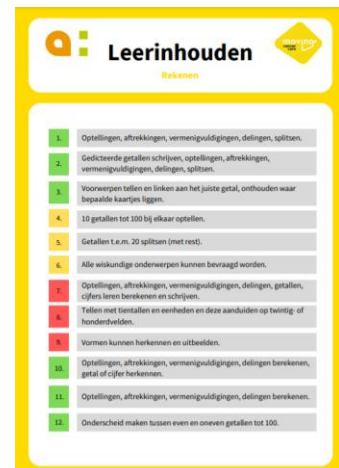 a:
Leerinhouden
moving
Rekenen
1. Optellingen, aftrekkingen, vermenigvuldigingen, delingen, splitsen.
2. Gedicteerde getallen schrijven, optellingen, aftrekkingen,
vermenigvuldigingen, delingen, splitsen.
3. Voorwerpen tellen en linken aan het juiste getal, onthouden waar
bepaalde kaartjes liggen.
4. 10 getallen tot 100 bij elkaar optellen.
5. Getallen t.e.m. 20 splitsen (met rest).
6. Alle wiskundige onderwerpen kunnen bevraagd worden.
7. Optellingen, aftrekkingen, vermenigvuldigingen, delingen, getallen,
cijfers leren berekenen en schrijven.
8. Tellen met tientallen en eenheden en deze aanduiden op twintig- of
honderdvelden.
9. Vormen kunnen herkennen en uitbeelden.
10. Optellingen, aftrekkingen, vermenigvuldigingen, delingen berekenen,
getal of cijfer herkennen.
11. Optellingen, aftrekkingen, vermenigvuldigingen, delingen berekenen.
12. Onderscheid maken tussen even en oneven getallen tot 100.